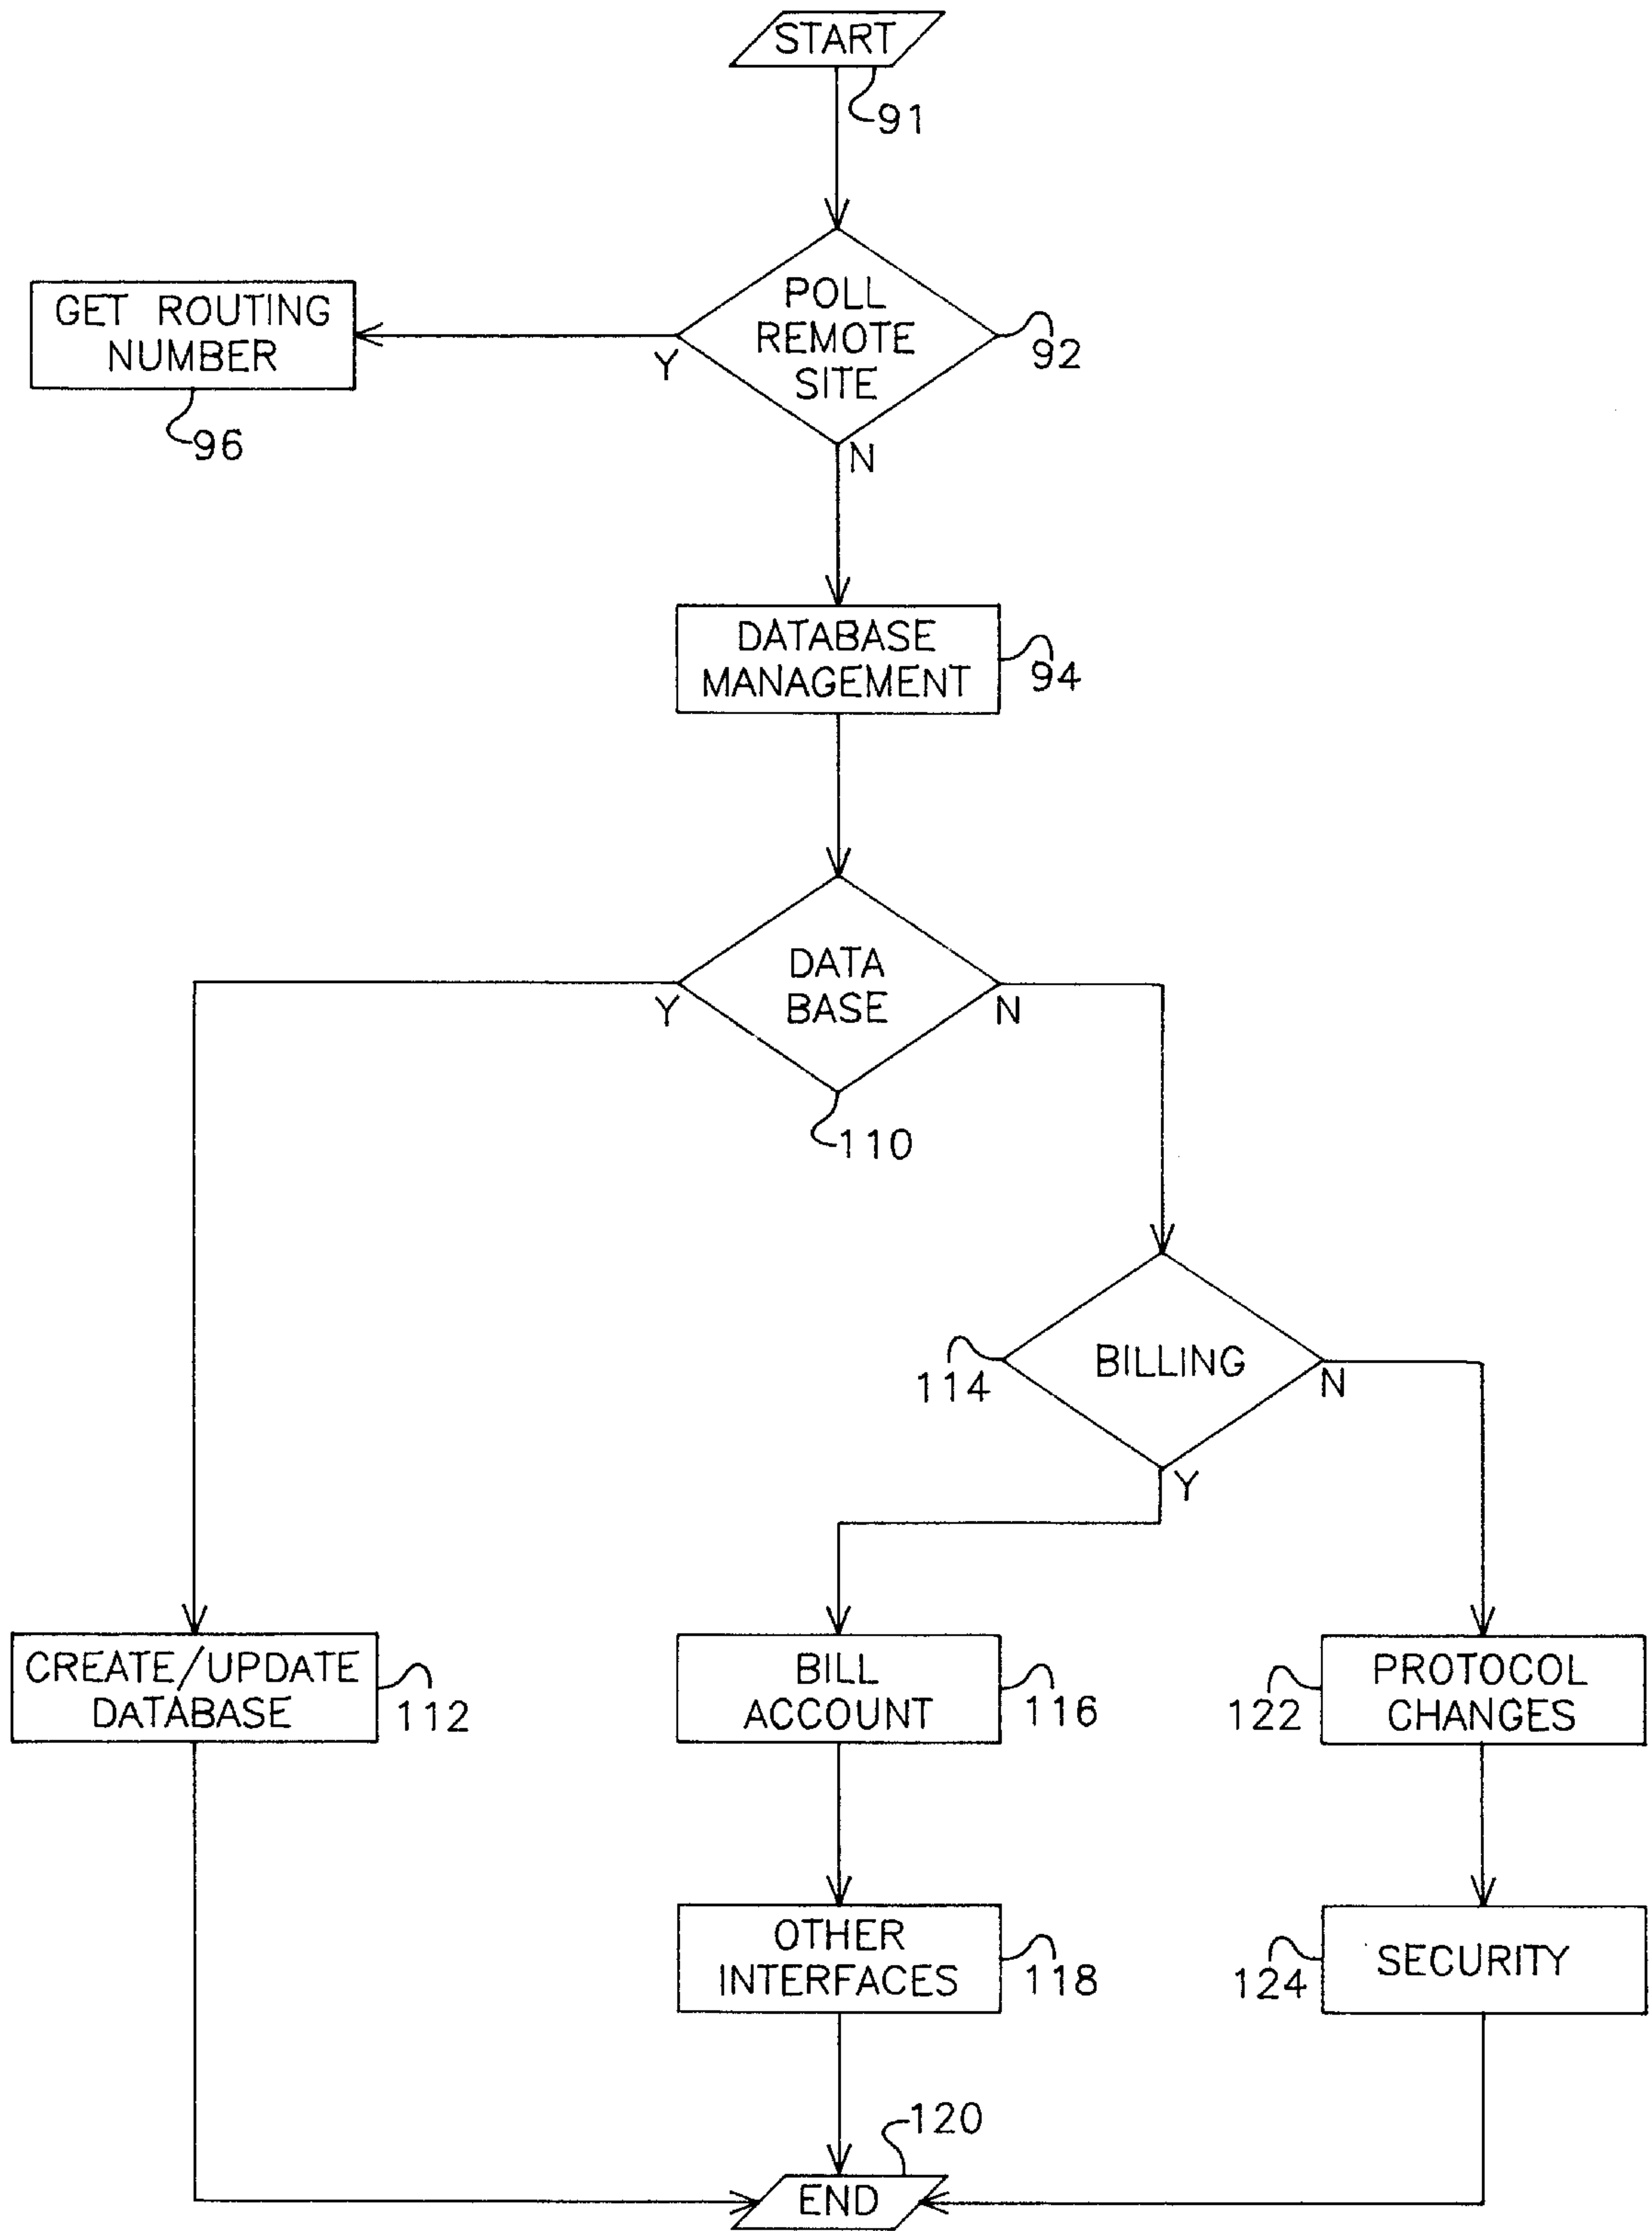 START
91
POLL
REMOTE
SITE
92
Y
N
GET ROUTING
NUMBER
96
DATABASE
MANAGEMENT
94
DATA
BASE
Y
N
110
BILLING
114
N
Y
CREATE/UPDATE
DATABASE
112
BILL
ACCOUNT
116
PROTOCOL
CHANGES
122
OTHER
INTERFACES
118
SECURITY
124
120
END